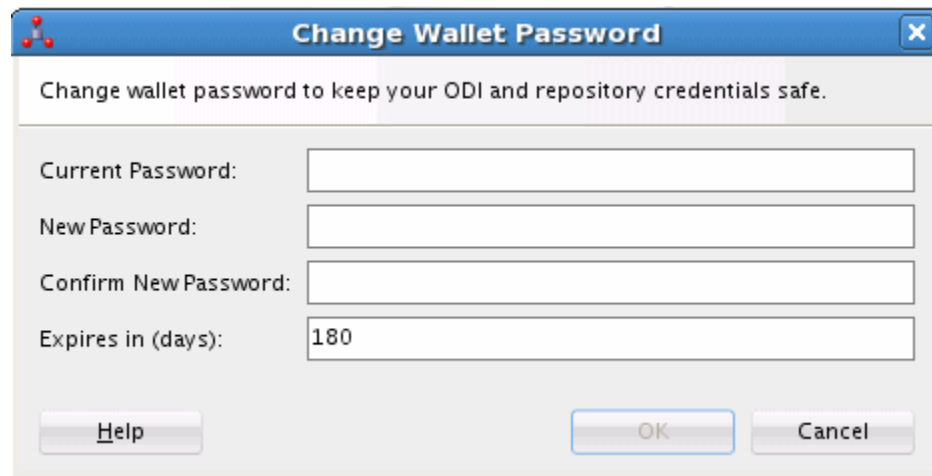 Change Wallet Password
Change wallet password to keep your ODI and repository credentials safe.
Current Password:
New Password:
Confirm New Password:
Expires in (days): 180
Help OK Cancel